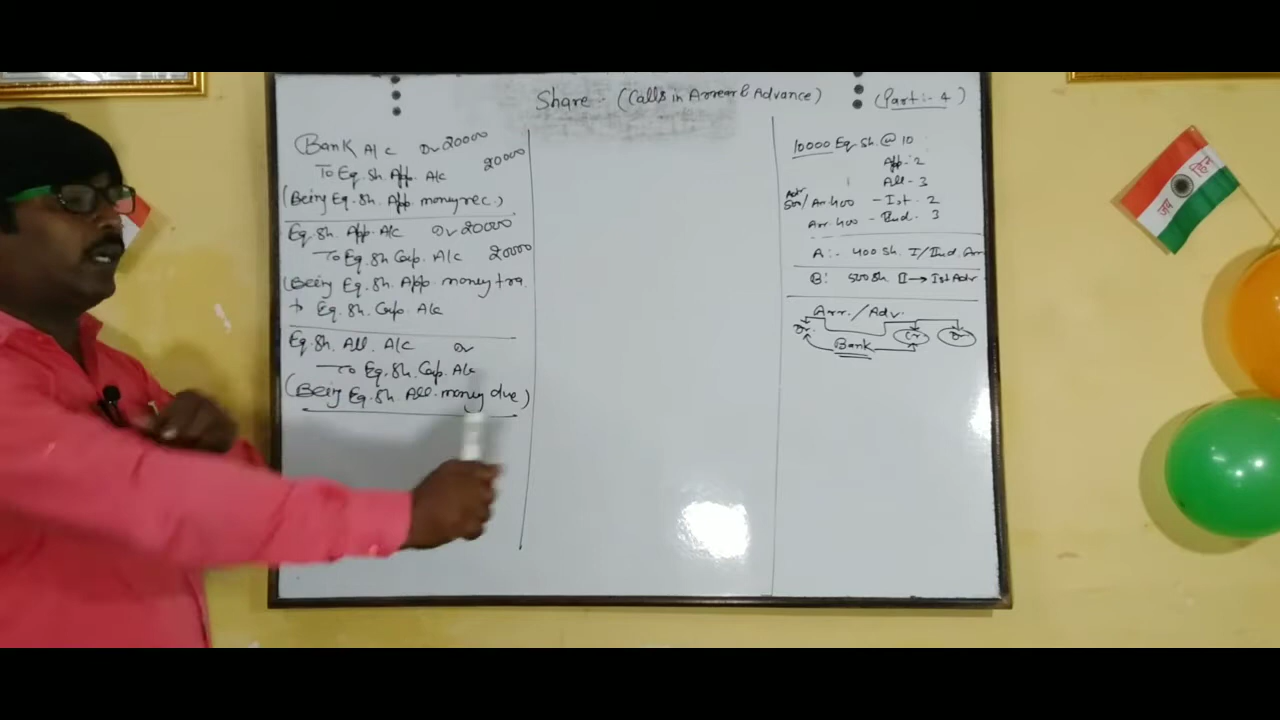 Share :- (Calls in Arrear & Advance)
(Part :- 4)
Bank A/c Dr 20000
To Eq. Sh. App. A/c 20000
(Being Eq. Sh. App. money rec.)
Eq. Sh. App. A/c Dr 20000
To Eq. Sh. Cap. A/c 20000
(Being Eq. Sh. App. money tra.
to Eq. Sh. Cap. A/c
Eq. Sh. All. A/c Dr
To Eq. Sh. Cap. A/c
(Being Eq. Sh. All. money due)
10000 Eq. Sh. @ 10
App - 2
All - 3
Adv
500/Arr 400 - Ist. 2
Arr. 400 - IInd. 3
A :- 400 Sh. I/IInd. Arr
B : 500 Sh. II → Ist Adv
Arr. / Adv.
Dr. Cr Dr
Bank
जय हिन्द